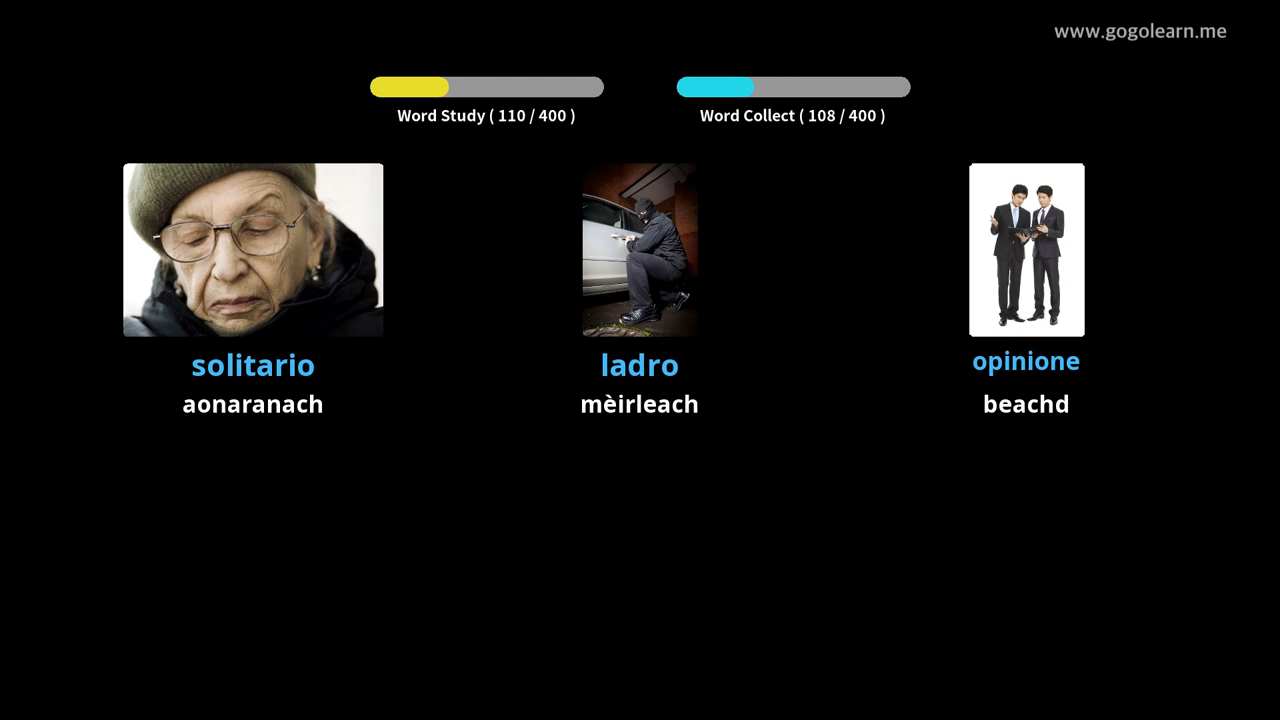 www.gogolearn.me
Word Study ( 110 / 400 )
Word Collect ( 108 / 400 )
solitario
ladro
opinione
aonaranach
mèirleach
beachd